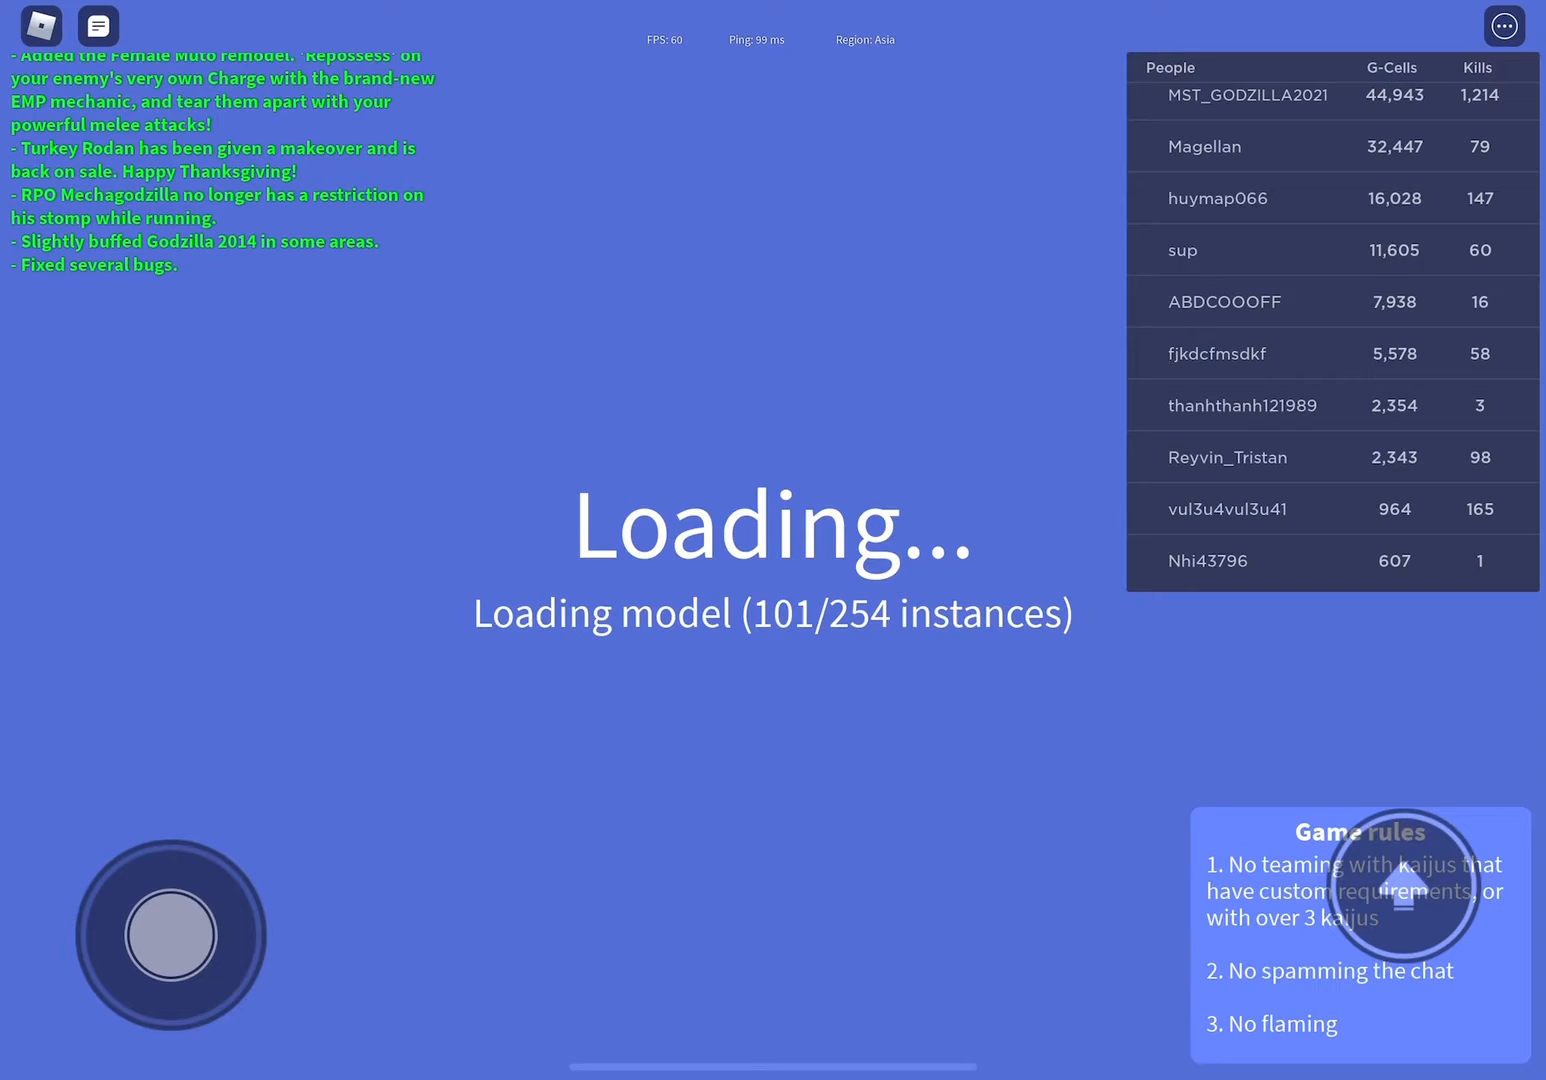 FPS: 60 Ping: 99 ms Region: Asia
- Added the Female Muto remodel. 'Repossess' on
your enemy's very own Charge with the brand-new
EMP mechanic, and tear them apart with your
powerful melee attacks!
- Turkey Rodan has been given a makeover and is
back on sale. Happy Thanksgiving!
- RPO Mechagodzilla no longer has a restriction on
his stomp while running.
- Slightly buffed Godzilla 2014 in some areas.
- Fixed several bugs.
People G-Cells Kills
MST_GODZILLA2021 44,943 1,214
Magellan 32,447 79
huymap066 16,028 147
sup 11,605 60
ABDCOOOFF 7,938 16
fjkdcfmsdkf 5,578 58
thanhthanh121989 2,354 3
Reyvin_Tristan 2,343 98
vul3u4vul3u41 964 165
Nhi43796 607 1
Loading...
Loading model (101/254 instances)
Game rules
1. No teaming with kaijus that
have custom requirements, or
with over 3 kaijus
2. No spamming the chat
3. No flaming